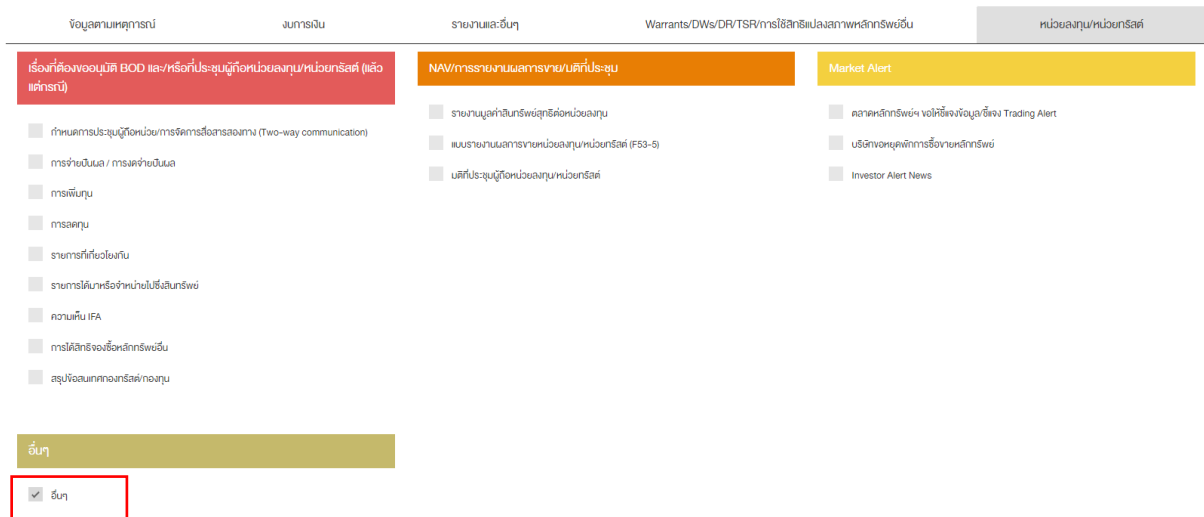 ข้อมูลตามเหตุการณ์
งบการเงิน
รายงานและอื่นๆ
Warrants/DWs/DR/TSR/การใช้สิทธิแปลงสภาพหลักทรัพย์อื่น
หน่วยลงทุน/หน่วยทรัสต์
เรื่องที่ต้องขออนุมัติ BOD และ/หรือที่ประชุมผู้ถือหน่วยลงทุน/หน่วยทรัสต์ (แล้ว
แต่กรณี)
กำหนดการประชุมผู้ถือหน่วย/การจัดการสื่อสารสองทาง (Two-way communication)
การจ่ายปันผล / การงดจ่ายปันผล
การเพิ่มทุน
การลดทุน
รายการที่เกี่ยวโยงกัน
รายการได้มาหรือจำหน่ายไปซึ่งสินทรัพย์
ความเห็น IFA
การได้สิทธิจองซื้อหลักทรัพย์อื่น
สรุปข้อสนเทศกองทรัสต์/กองทุน
NAV/การรายงานผลการขาย/มติที่ประชุม
รายงานมูลค่าสินทรัพย์สุทธิต่อหน่วยลงทุน
แบบรายงานผลการขายหน่วยลงทุน/หน่วยทรัสต์ (F53-5)
มติที่ประชุมผู้ถือหน่วยลงทุน/หน่วยทรัสต์
Market Alert
ตลาดหลักทรัพย์ฯ ขอให้ชี้แจงข้อมูล/ชี้แจง Trading Alert
บริษัทขอหยุดพักการซื้อขายหลักทรัพย์
Investor Alert News
อื่นๆ
อื่นๆ